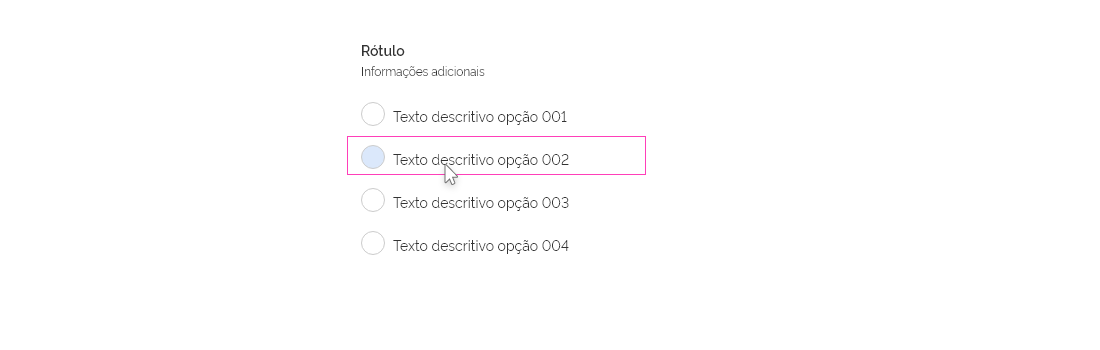 Rótulo
Informações adicionais
Texto descritivo opção 001
Texto descritivo opção 002
Texto descritivo opção 003
Texto descritivo opção 004